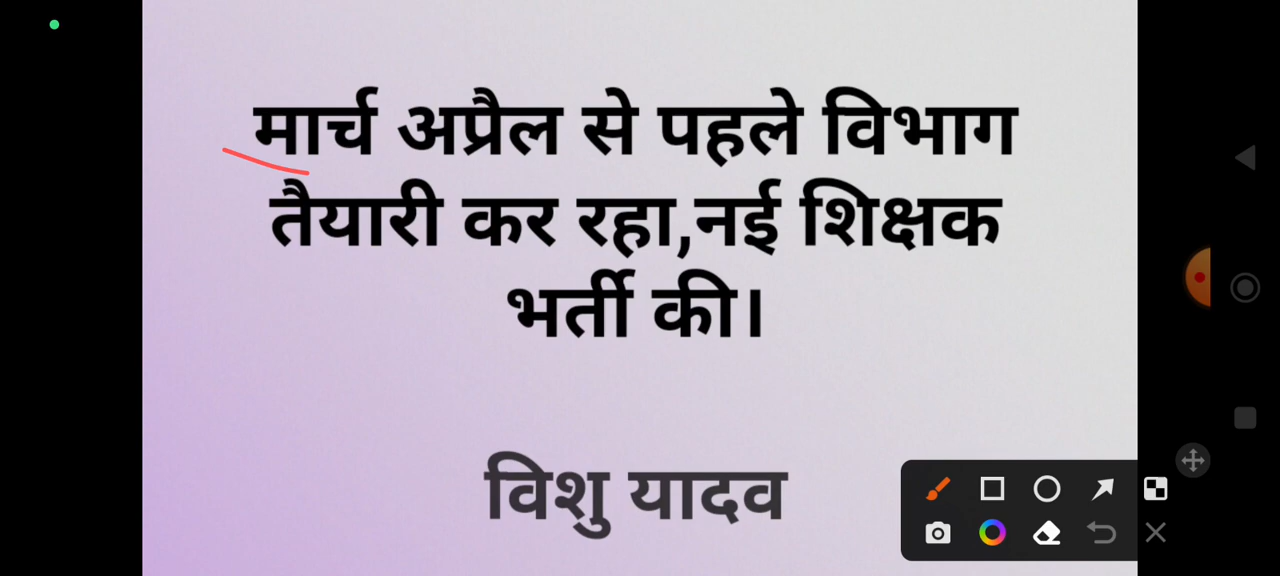 मार्च अप्रैल से पहले विभाग
तैयारी कर रहा,नई शिक्षक
भर्ती की।
विशु यादव